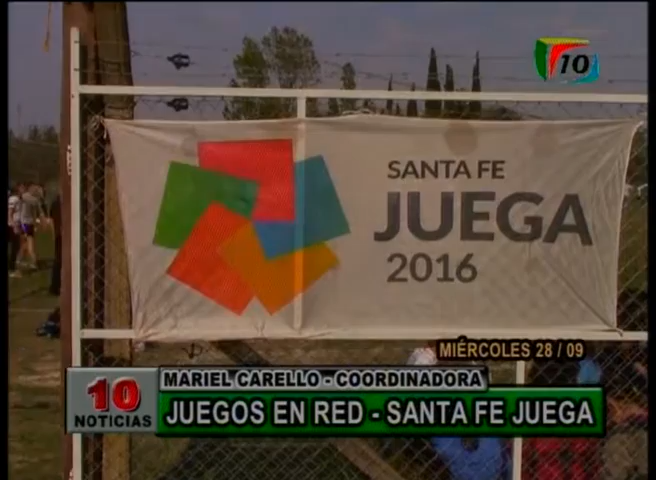 10
SANTA FE
JUEGA
2016
MIÉRCOLES 28 / 09
10
NOTICIAS
MARIEL CARELLO - COORDINADORA
JUEGOS EN RED - SANTA FE JUEGA